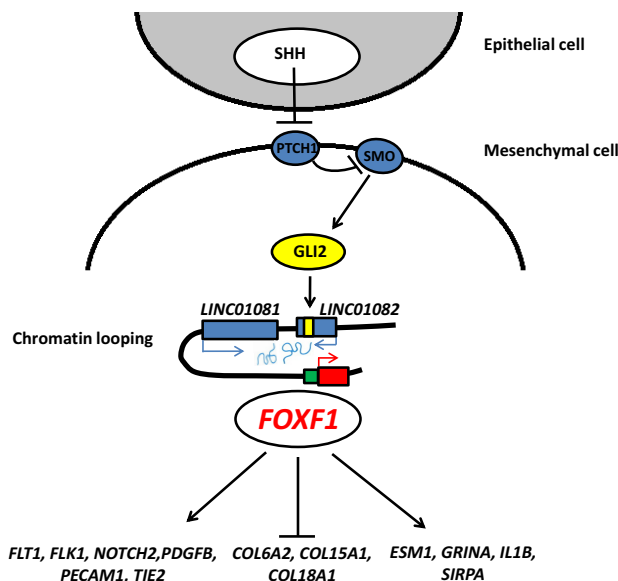 SHH
Epithelial cell
PTCH1
SMO
Mesenchymal cell
GLI2
LINC01081
LINC01082
Chromatin looping
FOXF1
FLT1, FLK1, NOTCH2,PDGFB,
PECAM1, TIE2
COL6A2, COL15A1,
COL18A1
ESM1, GRINA, IL1B,
SIRPA